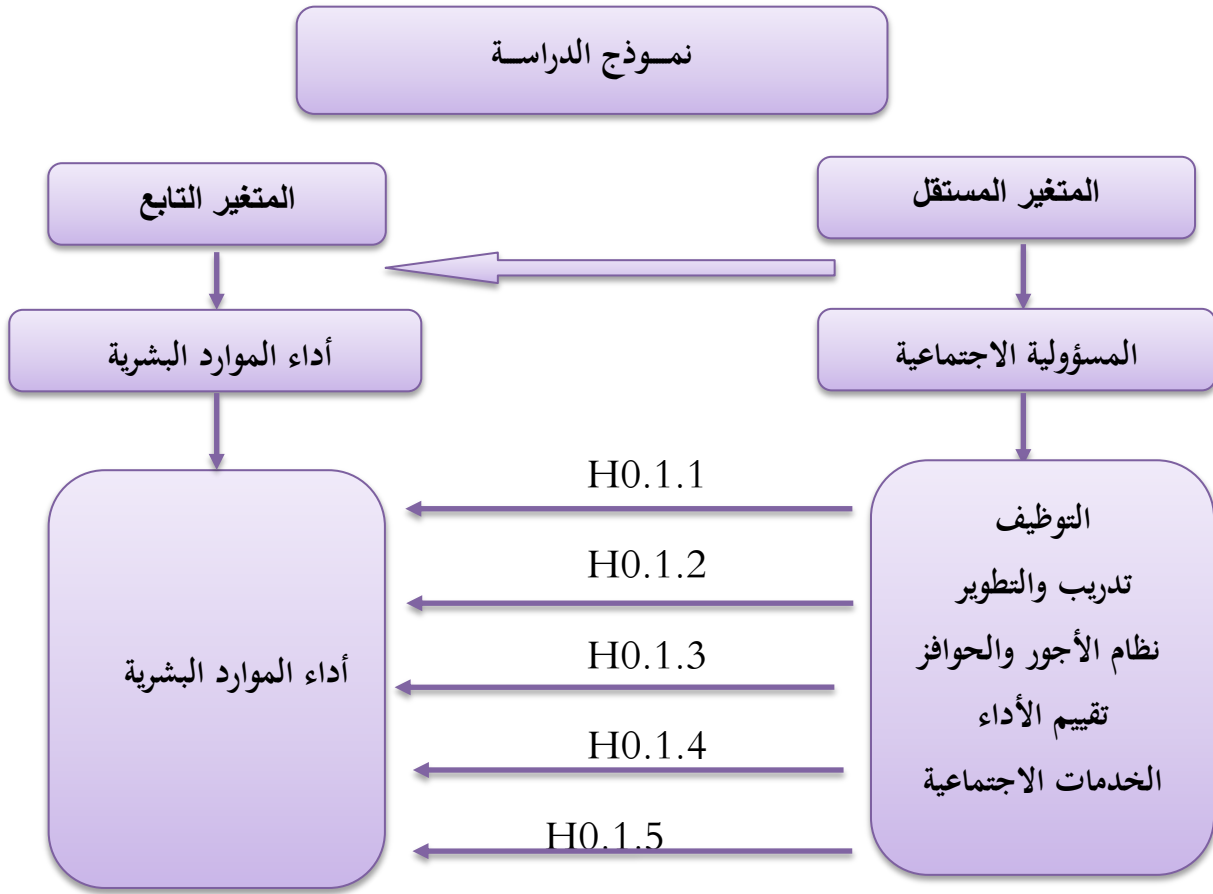 نمــوذج الدراســة
المتغير المستقل
المتغير التابع
المسؤولية الاجتماعية
أداء الموارد البشرية
التوظيف
تدريب والتطوير
نظام الأجور والحوافز
تقييم الأداء
الخدمات الاجتماعية
H0.1.1
H0.1.2
H0.1.3
H0.1.4
H0.1.5
أداء الموارد البشرية